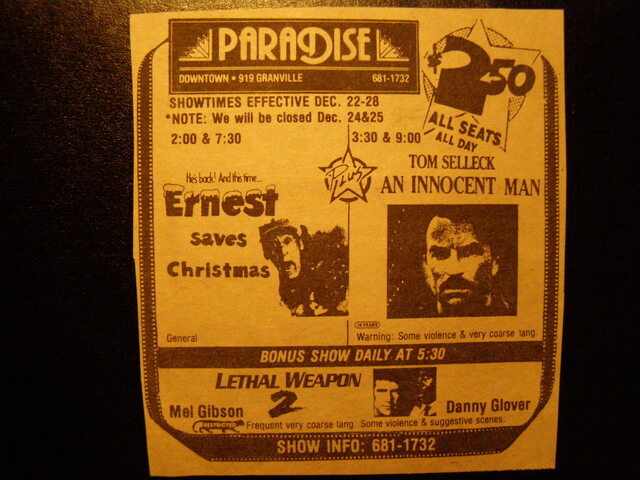 PARADISE
DOWNTOWN • 919 GRANVILLE 681-1732
$2.50
ALL SEATS
ALL DAY
SHOWTIMES EFFECTIVE DEC. 22-28
*NOTE: We will be closed Dec. 24&25
2:00 & 7:30
He's back! And this time...
Ernest
saves
Christmas
General
PLUS
3:30 & 9:00
TOM SELLECK
AN INNOCENT MAN
14 YEARS
Warning: Some violence & very coarse lang.
BONUS SHOW DAILY AT 5:30
LETHAL WEAPON
2
Mel Gibson
Danny Glover
RESTRICTED Frequent very coarse lang. Some violence & suggestive scenes.
SHOW INFO: 681-1732